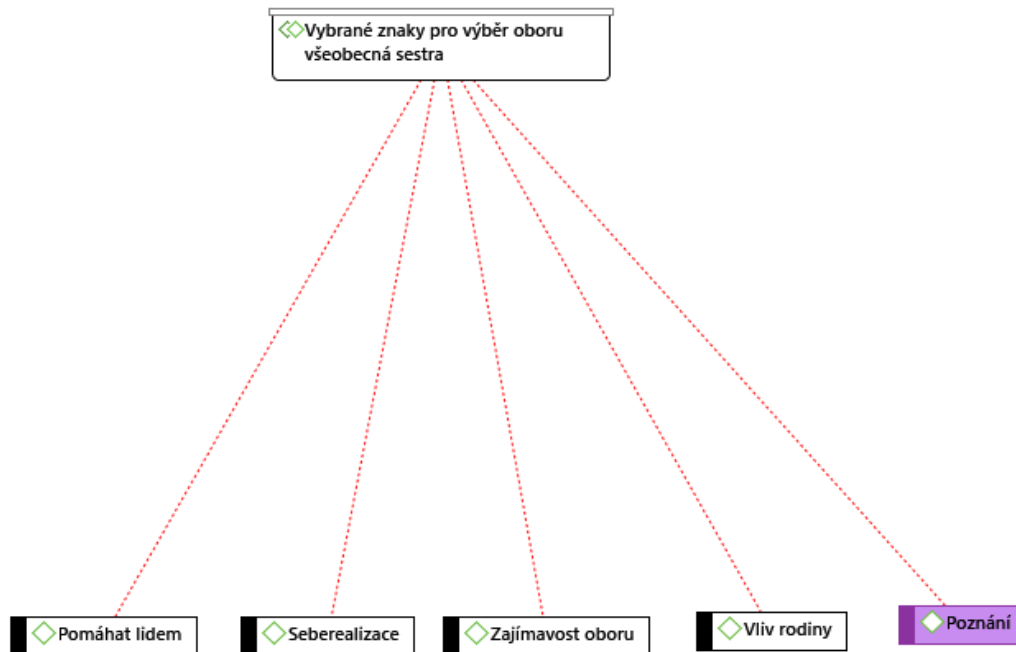 Vybrané znaky pro výběr oboru
všeobecná sestra
Pomáhat lidem
Seberealizace
Zajímavost oboru
Vliv rodiny
Poznání